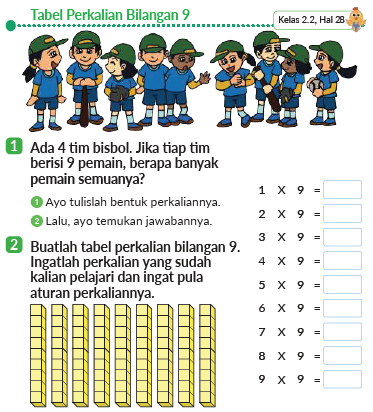 Tabel Perkalian Bilangan 9
Kelas 2.2, Hal 28
1 Ada 4 tim bisbol. Jika tiap tim
berisi 9 pemain, berapa banyak
pemain semuanya?
1 Ayo tulislah bentuk perkaliannya.
2 Lalu, ayo temukan jawabannya.
2 Buatlah tabel perkalian bilangan 9.
Ingatlah perkalian yang sudah
kalian pelajari dan ingat pula
aturan perkaliannya.
1 X 9 =
2 X 9 =
3 X 9 =
4 X 9 =
5 X 9 =
6 X 9 =
7 X 9 =
8 X 9 =
9 X 9 =